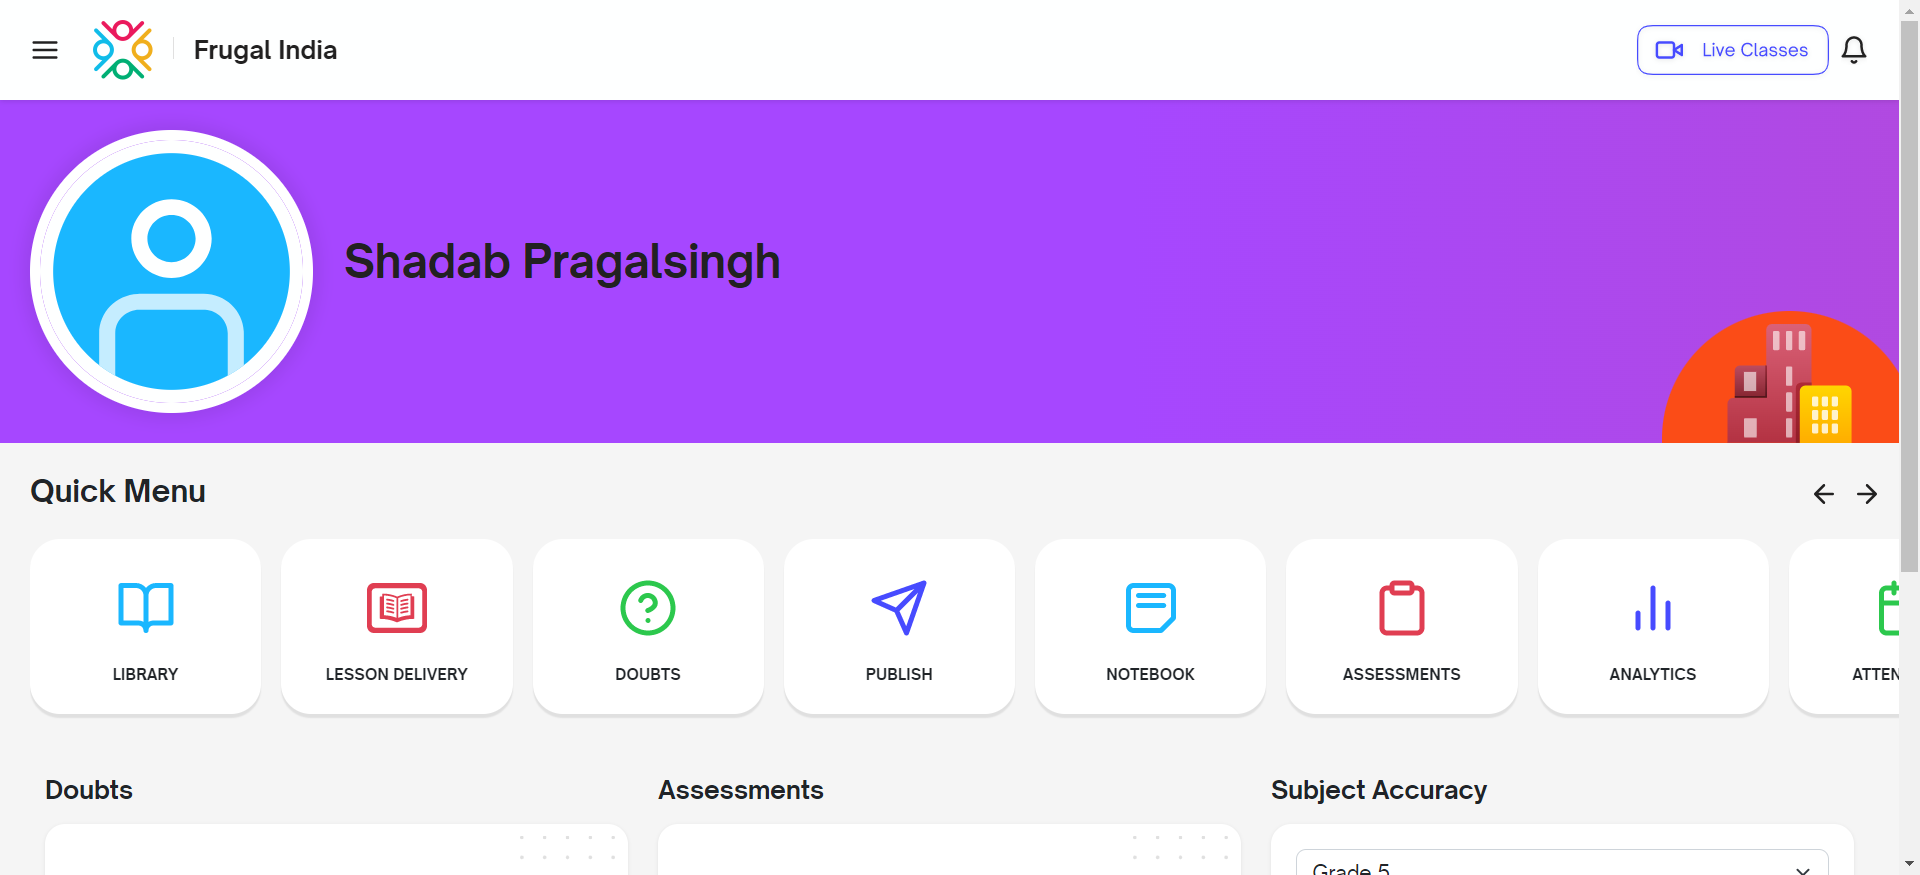 Frugal India
Live Classes
Shadab Pragalsingh
Quick Menu
LIBRARY
LESSON DELIVERY
DOUBTS
PUBLISH
NOTEBOOK
ASSESSMENTS
ANALYTICS
ATTEN
Doubts
Assessments
Subject Accuracy
Grade 5